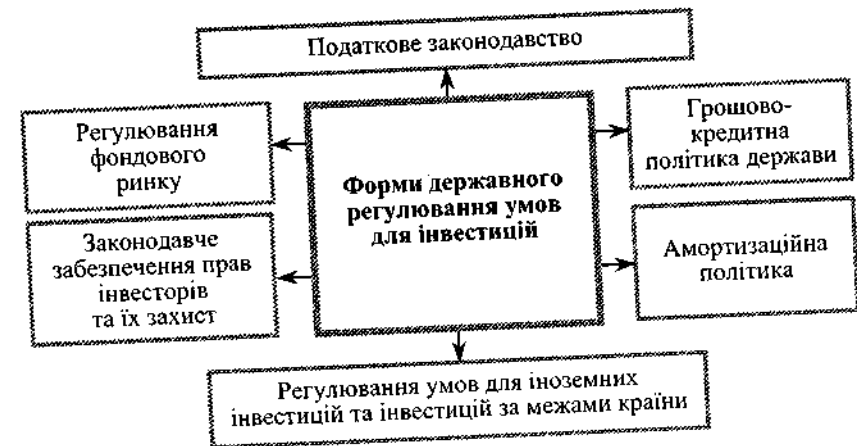 Податкове законодавство
Регулювання
фондового
ринку
Грошово-
кредитна
політика держави
Форми державного
регулювання умов
для інвестицій
Законодавче
забезпечення прав
інвесторів
та їх захист
Амортизаційна
політика
Регулювання умов для іноземних
інвестицій та інвестицій за межами країни